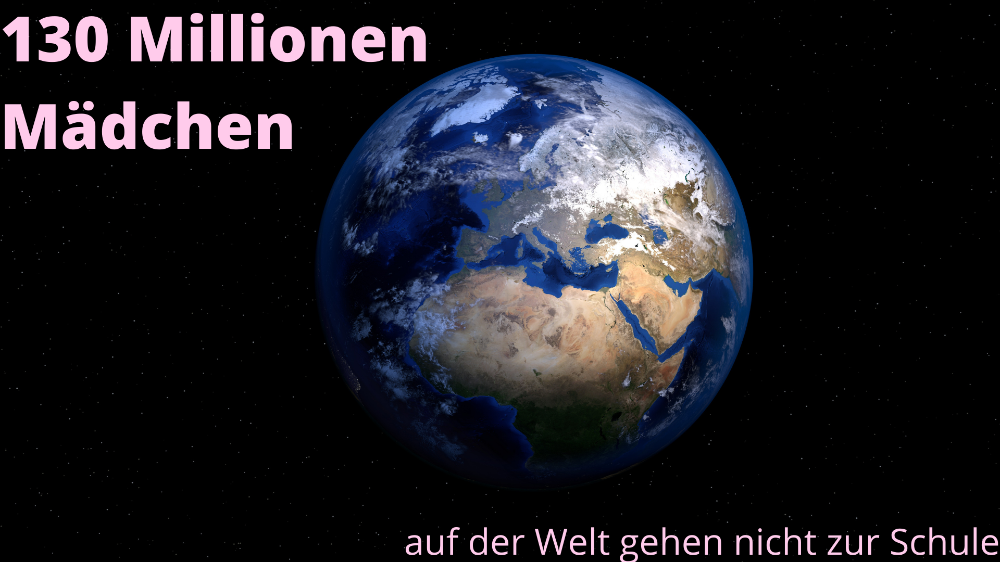 130 Millionen
Mädchen
auf der Welt gehen nicht zur Schule